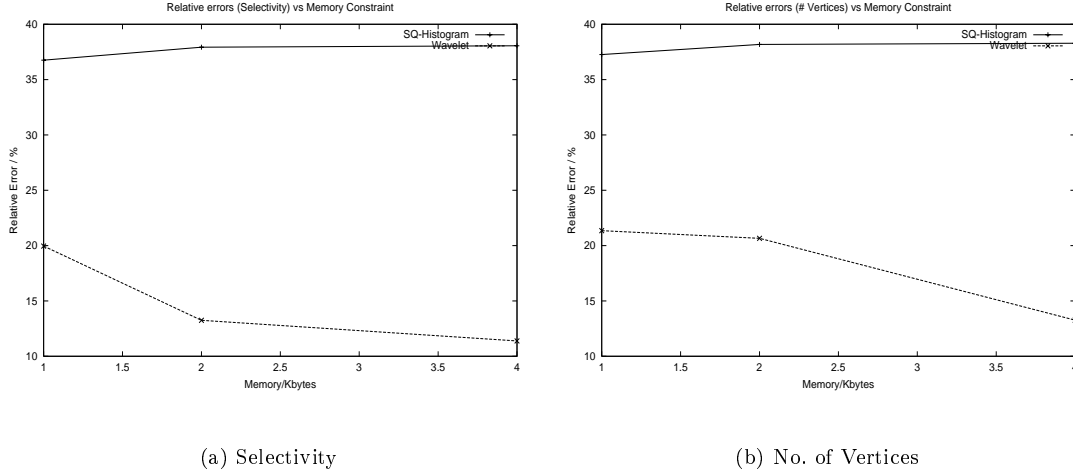 Relative errors (Selectivity) vs Memory Constraint
40
35
30
25
20
15
10
Relative Error / %
SQ-Histogram
Wavelet
1 1.5 2 2.5 3 3.5 4
Memory/Kbytes
(a) Selectivity
Relative errors (# Vertices) vs Memory Constraint
40
35
30
25
20
15
10
Relative Error / %
SQ-Histogram
Wavelet
1 1.5 2 2.5 3 3.5 4
Memory/Kbytes
(b) No. of Vertices